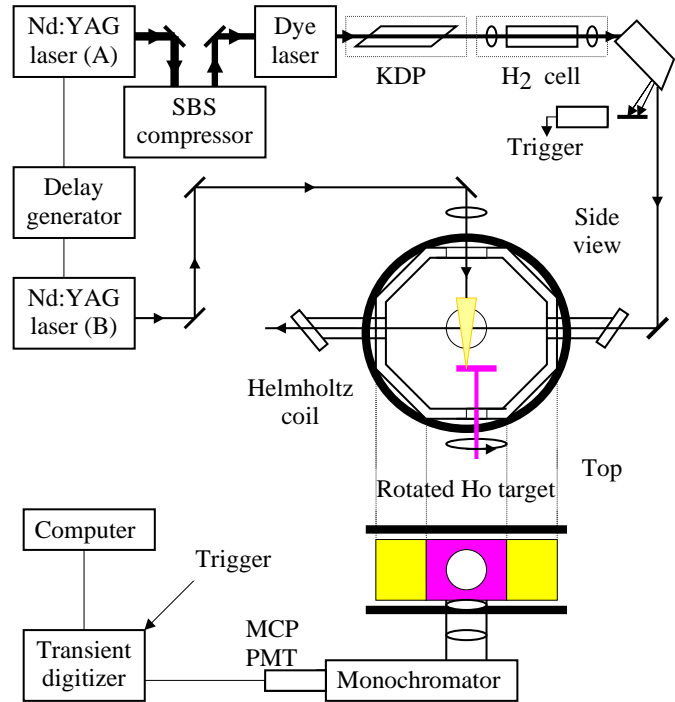 Nd:YAG
laser (A)
Dye
laser
KDP
H2 cell
SBS
compressor
Trigger
Delay
generator
Side
view
Nd:YAG
laser (B)
Helmholtz
coil
Top
Rotated Ho target
Computer
Trigger
MCP
PMT
Transient
digitizer
Monochromator